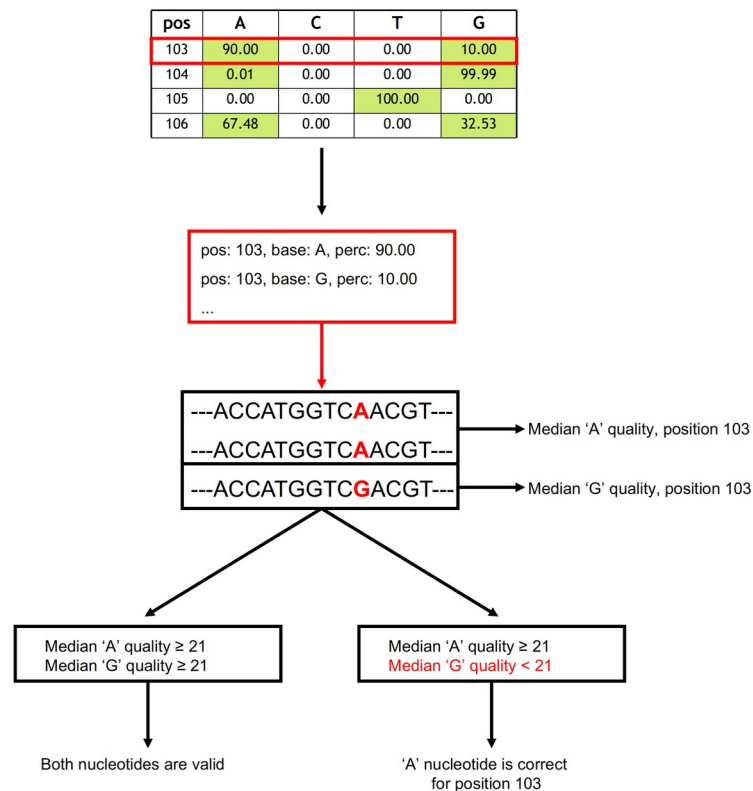 pos A C T G
103 90.00 0.00 0.00 10.00
104 0.01 0.00 0.00 99.99
105 0.00 0.00 100.00 0.00
106 67.48 0.00 0.00 32.53
pos: 103, base: A, perc: 90.00
pos: 103, base: G, perc: 10.00
...
---ACCATGGTCAACGT---
---ACCATGGTCAACGT---
Median ‘A’ quality, position 103
---ACCATGGTCGACGT---
Median ‘G’ quality, position 103
Median ‘A’ quality ≥ 21
Median ‘G’ quality ≥ 21
Median ‘A’ quality ≥ 21
Median ‘G’ quality < 21
Both nucleotides are valid
‘A’ nucleotide is correct
for position 103